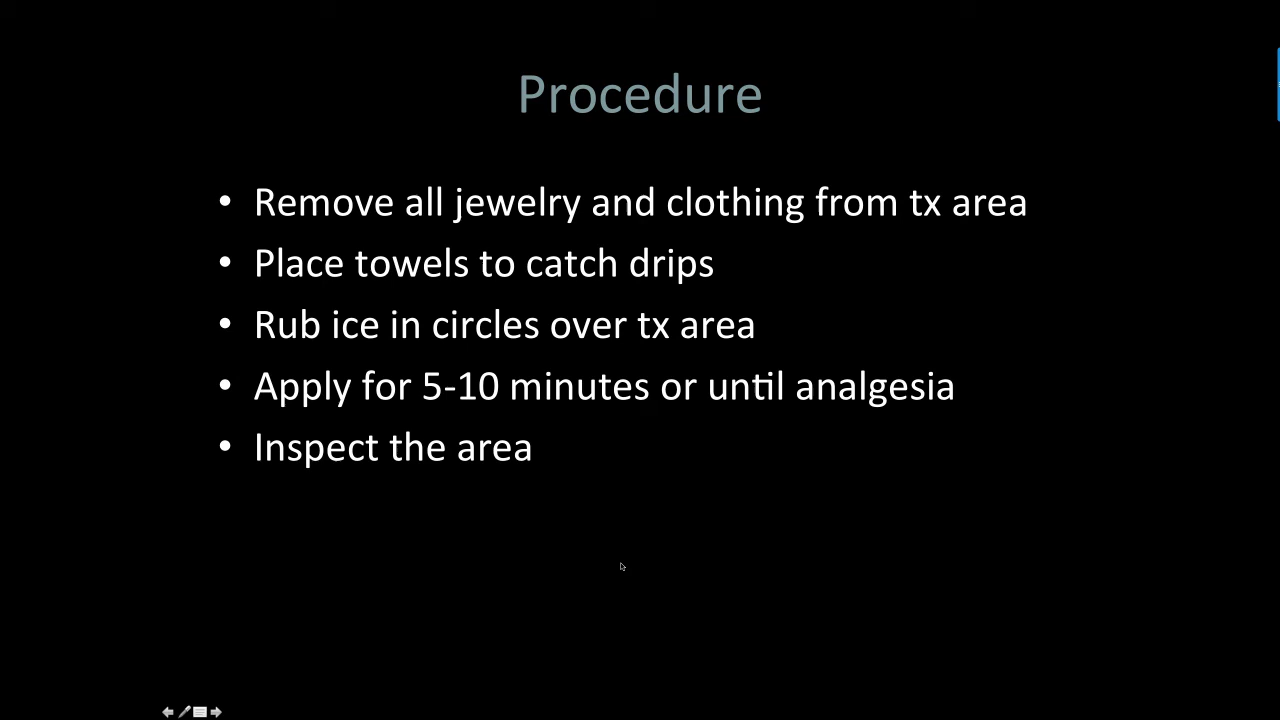 Procedure
• Remove all jewelry and clothing from tx area
• Place towels to catch drips
• Rub ice in circles over tx area
• Apply for 5-10 minutes or until analgesia
• Inspect the area